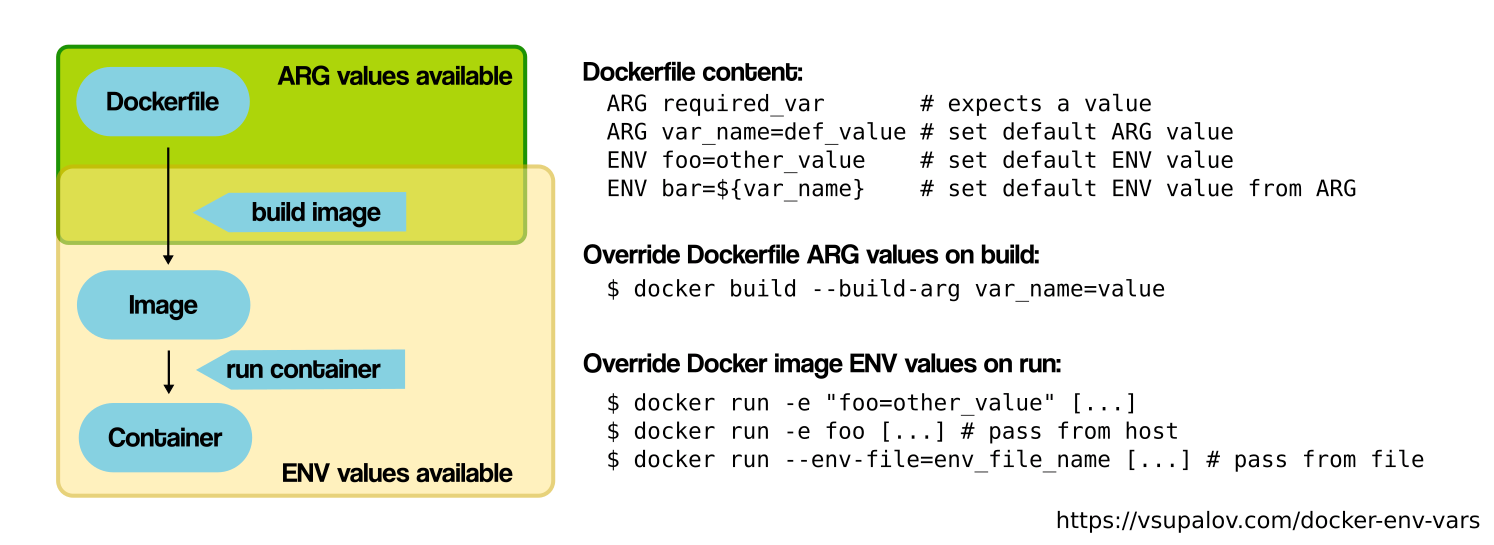 ARG values available
Dockerfile
build image
Image
run container
Container
ENV values available
Dockerfile content:
ARG required_var       # expects a value
ARG var_name=def_value # set default ARG value
ENV foo=other_value    # set default ENV value
ENV bar=${var_name}    # set default ENV value from ARG
Override Dockerfile ARG values on build:
$ docker build --build-arg var_name=value
Override Docker image ENV values on run:
$ docker run -e "foo=other_value" [...]
$ docker run -e foo [...] # pass from host
$ docker run --env-file=env_file_name [...] # pass from file
https://vsupalov.com/docker-env-vars